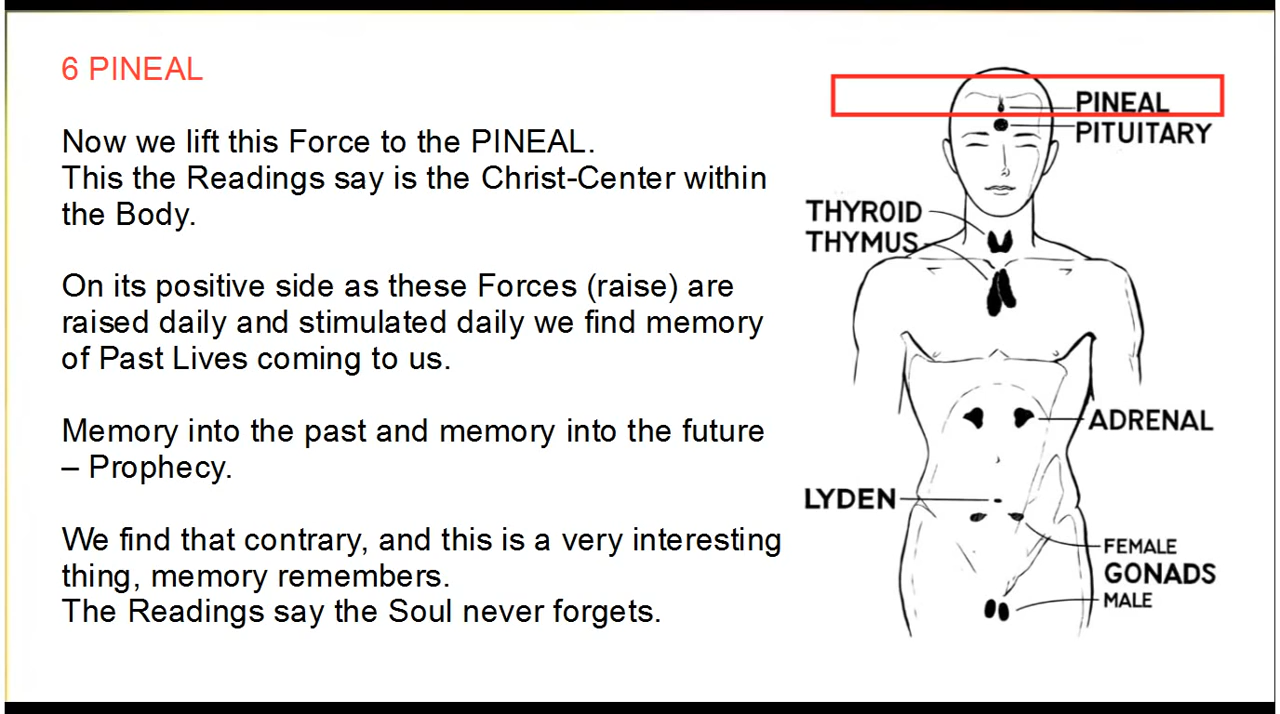 6 PINEAL
Now we lift this Force to the PINEAL.
This the Readings say is the Christ-Center within
the Body.
On its positive side as these Forces (raise) are
raised daily and stimulated daily we find memory
of Past Lives coming to us.
Memory into the past and memory into the future
– Prophecy.
We find that contrary, and this is a very interesting
thing, memory remembers.
The Readings say the Soul never forgets.
PINEAL
PITUITARY
THYROID
THYMUS
ADRENAL
LYDEN
FEMALE
GONADS
MALE